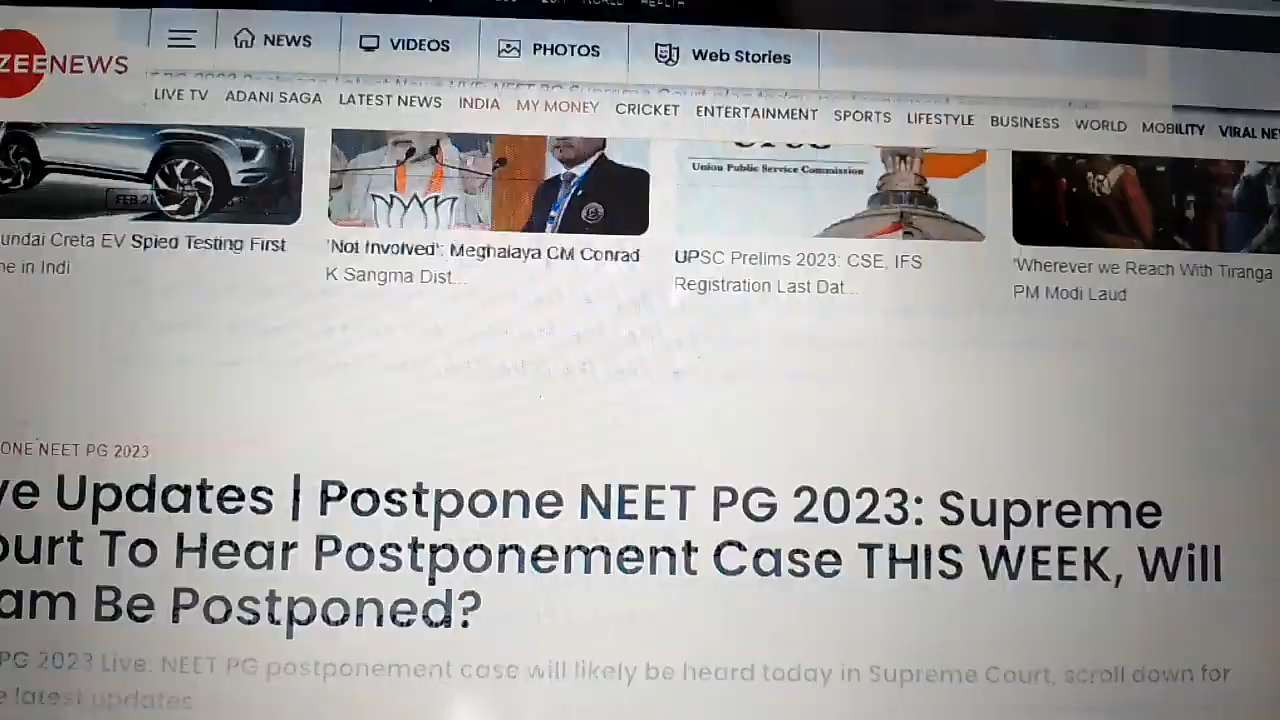 WORLD HEALTH
ZEENEWS
NEWS
VIDEOS
PHOTOS
Web Stories
LIVE TV ADANI SAGA LATEST NEWS INDIA MY MONEY CRICKET ENTERTAINMENT SPORTS LIFESTYLE BUSINESS WORLD MOBILITY VIRAL NE
FEB 21
Union Public Service Commission
undai Creta EV Spied Testing First
ne in Indi
'Not Involved': Meghalaya CM Conrad
K Sangma Dist...
UPSC Prelims 2023: CSE, IFS
Registration Last Dat...
'Wherever we Reach With Tiranga
PM Modi Laud
ONE NEET PG 2023
ve Updates | Postpone NEET PG 2023: Supreme
ourt To Hear Postponement Case THIS WEEK, Will
am Be Postponed?
PG 2023 Live: NEET PG postponement case will likely be heard today in Supreme Court, scroll down for
e latest updates